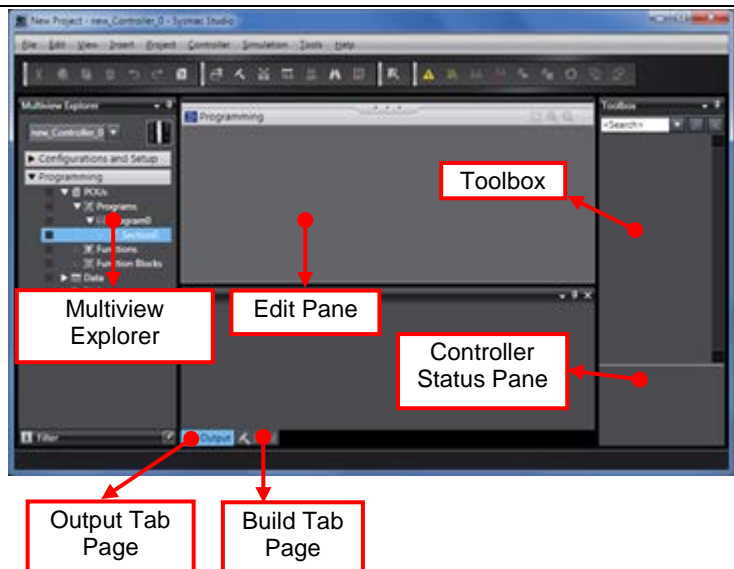 New Project - new_Controller_0 - Sysmac Studio
File Edit View Insert Project Controller Simulation Tools Help
Multiview Explorer
new_Controller_0
Configurations and Setup
Programming
POUs
Programs
Program0
Section0
Functions
Function Blocks
Data
Filter
Programming
Toolbox
<Search>
Output
Toolbox
Multiview
Explorer
Edit Pane
Controller
Status Pane
Output Tab
Page
Build Tab
Page